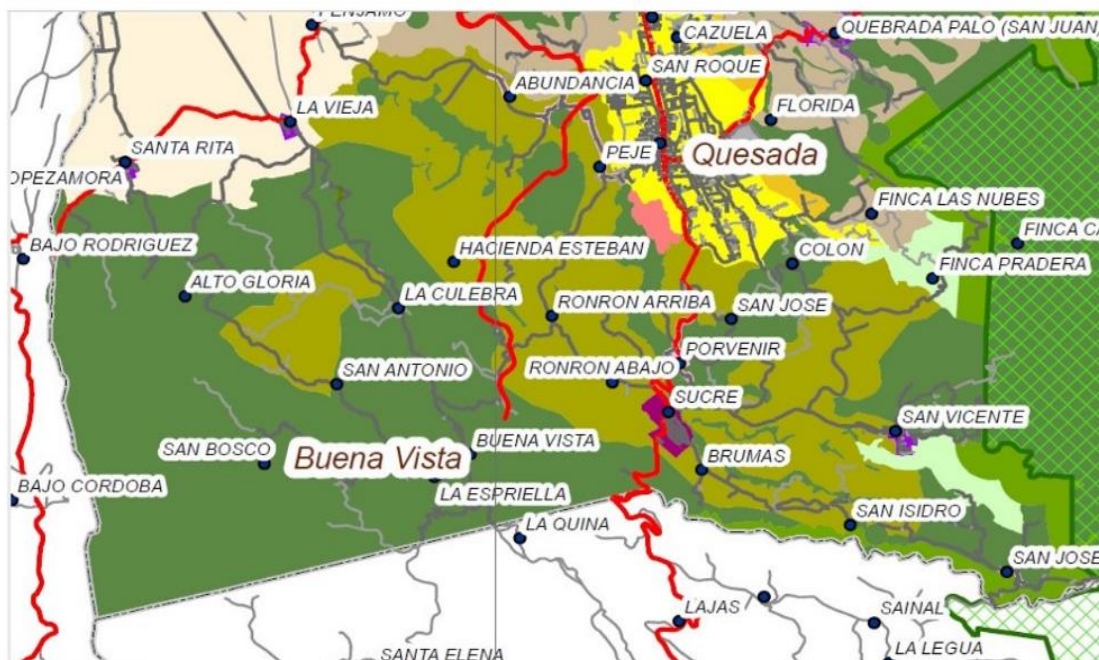 PENJAMO
CAZUELA
QUEBRADA PALO (SAN JUAN)
SAN ROQUE
ABUNDANCIA
LA VIEJA
FLORIDA
SANTA RITA
PEJE
Quesada
OPEZAMORA
FINCA LAS NUBES
BAJO RODRIGUEZ
HACIENDA ESTEBAN
COLON
FINCA CA
FINCA PRADERA
ALTO GLORIA
LA CULEBRA
RONRON ARRIBA
SAN JOSE
PORVENIR
SAN ANTONIO
RONRON ABAJO
SUCRE
SAN VICENTE
SAN BOSCO
Buena Vista
BUENA VISTA
BRUMAS
BAJO CORDOBA
LA ESPRIELLA
SAN ISIDRO
LA QUINA
SAN JOSE
LAJAS
SAINAL
LA LEGUA
SANTA ELENA